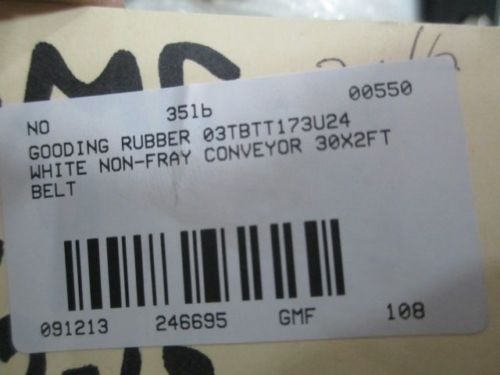 NO 351b 00550
GOODING RUBBER 03TBTT173U24
WHITE NON-FRAY CONVEYOR 30X2FT
BELT
091213 246695 GMF 108